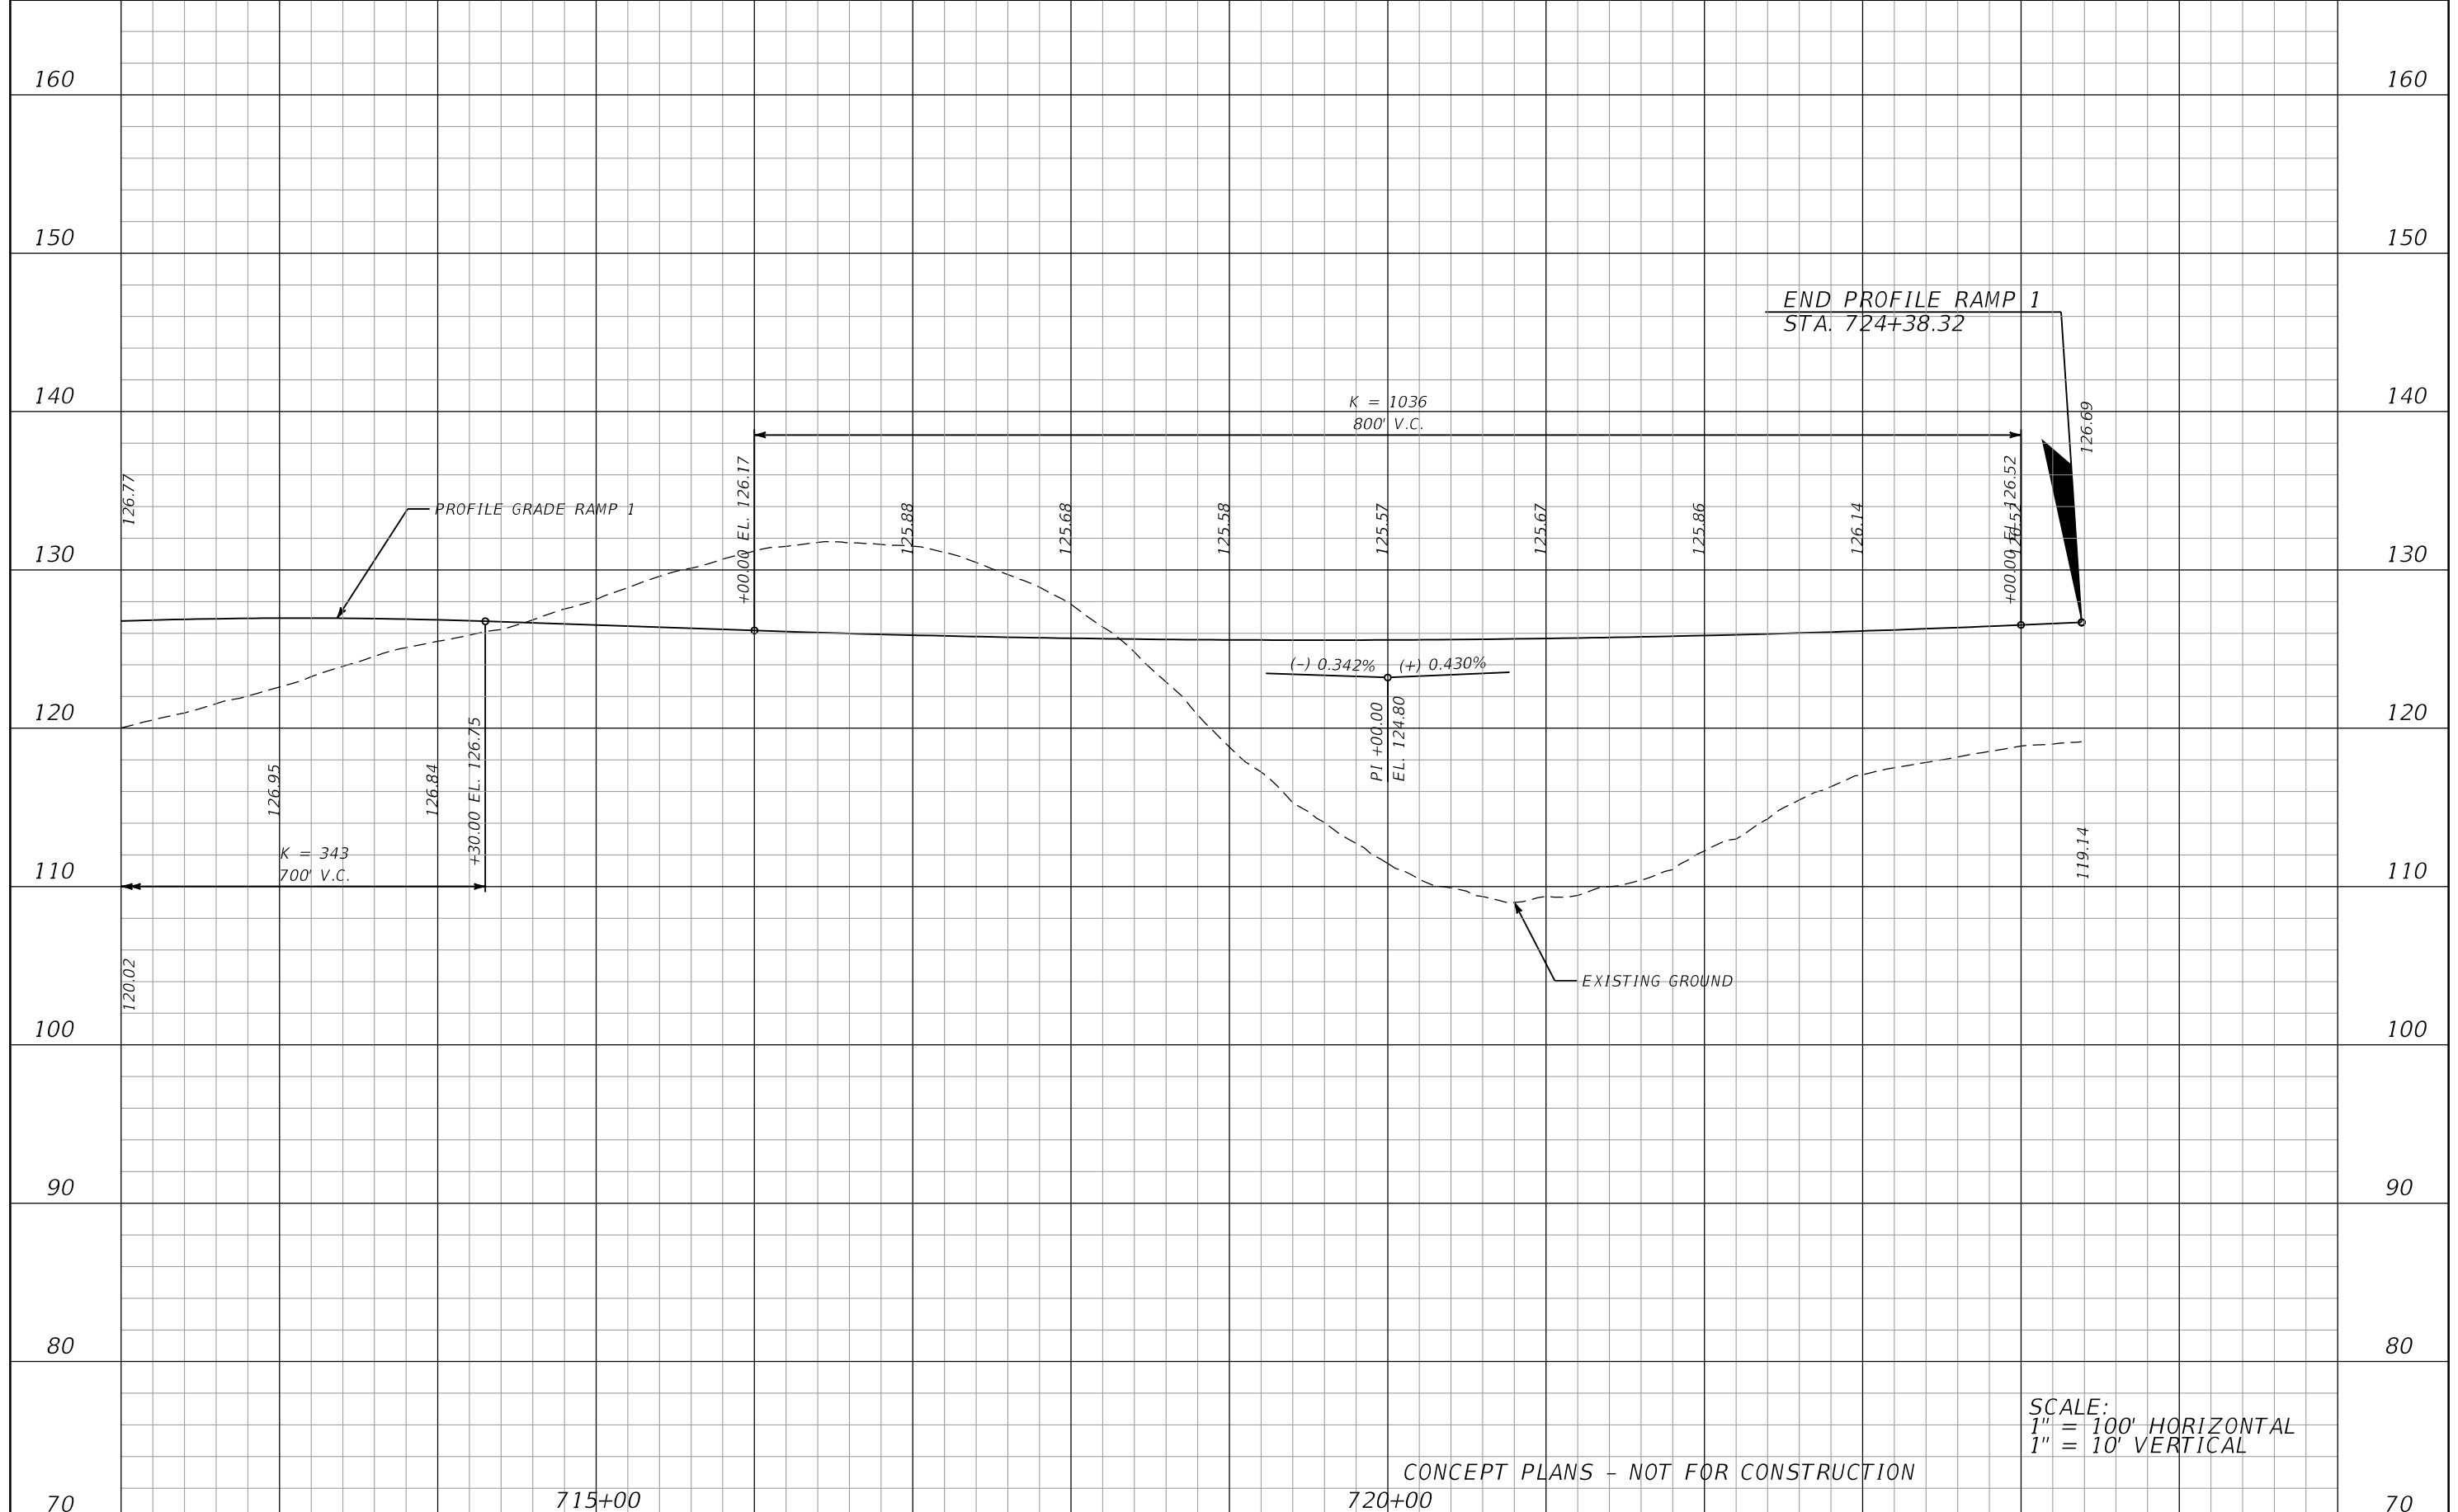 160
160
150
150
END PROFILE RAMP 1
STA. 724+38.32
140
140
K = 1036
800' V.C.
126.69
126.77
PROFILE GRADE RAMP 1
+00.00 EL. 126.17
125.88
125.68
125.58
125.57
125.67
125.86
126.14
+00.00 EL. 126.52
126.52
130
130
(-) 0.342%
(+) 0.430%
120
120
PI +00.00
EL. 124.80
126.95
126.84
+30.00 EL. 126.75
K = 343
700' V.C.
110
110
119.14
120.02
EXISTING GROUND
100
100
90
90
80
80
SCALE:
1" = 100' HORIZONTAL
1" = 10' VERTICAL
CONCEPT PLANS - NOT FOR CONSTRUCTION
70
715+00
720+00
70